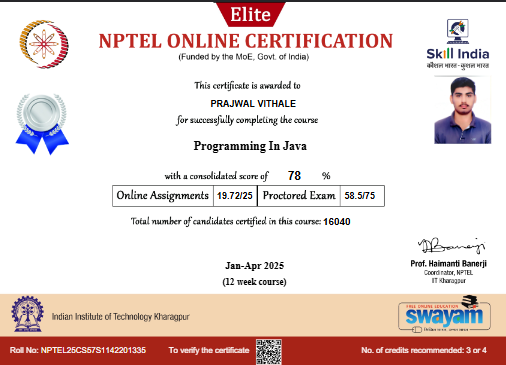 Elite
NPTEL ONLINE CERTIFICATION
(Funded by the MoE, Govt. of India)
Skill India
कौशल भारत - कुशल भारत
This certificate is awarded to
PRAJWAL VITHALE
for successfully completing the course
Programming In Java
with a consolidated score of 78 %
Online Assignments 19.72/25 Proctored Exam 58.5/75
Total number of candidates certified in this course: 16040
Jan-Apr 2025
(12 week course)
Prof. Haimanti Banerji
Coordinator, NPTEL
IIT Kharagpur
Indian Institute of Technology Kharagpur
FREE ONLINE EDUCATION
swayam
Roll No: NPTEL25CS57S1142201335
To verify the certificate
No. of credits recommended: 3 or 4